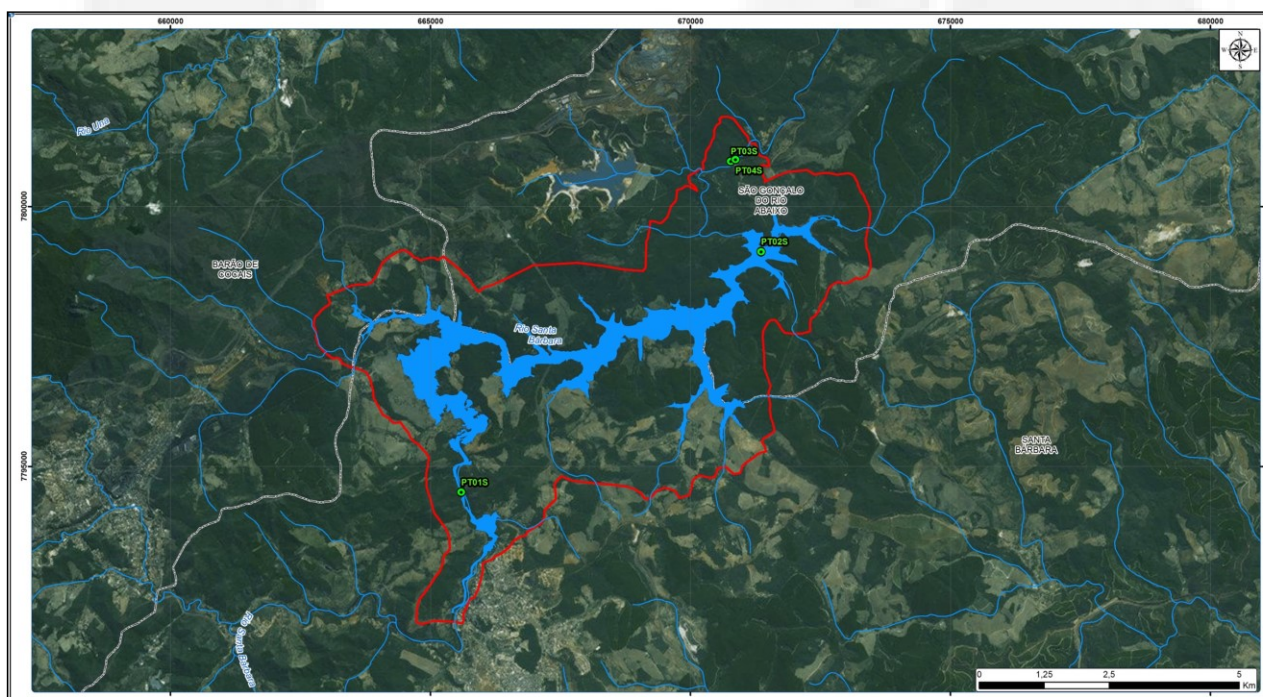 660000
665000
670000
675000
680000
N
W E
S
Rio Una
PT03S
PT04S
SÃO GONÇALO
DO RIO
ABAIXO
7800000
PT02S
BARÃO DE
COCAIS
Rio Santa
Bárbara
SANTA
BÁRBARA
7795000
PT01S
Rio
Santa Bárbara
0 1,25 2,5 5
Km